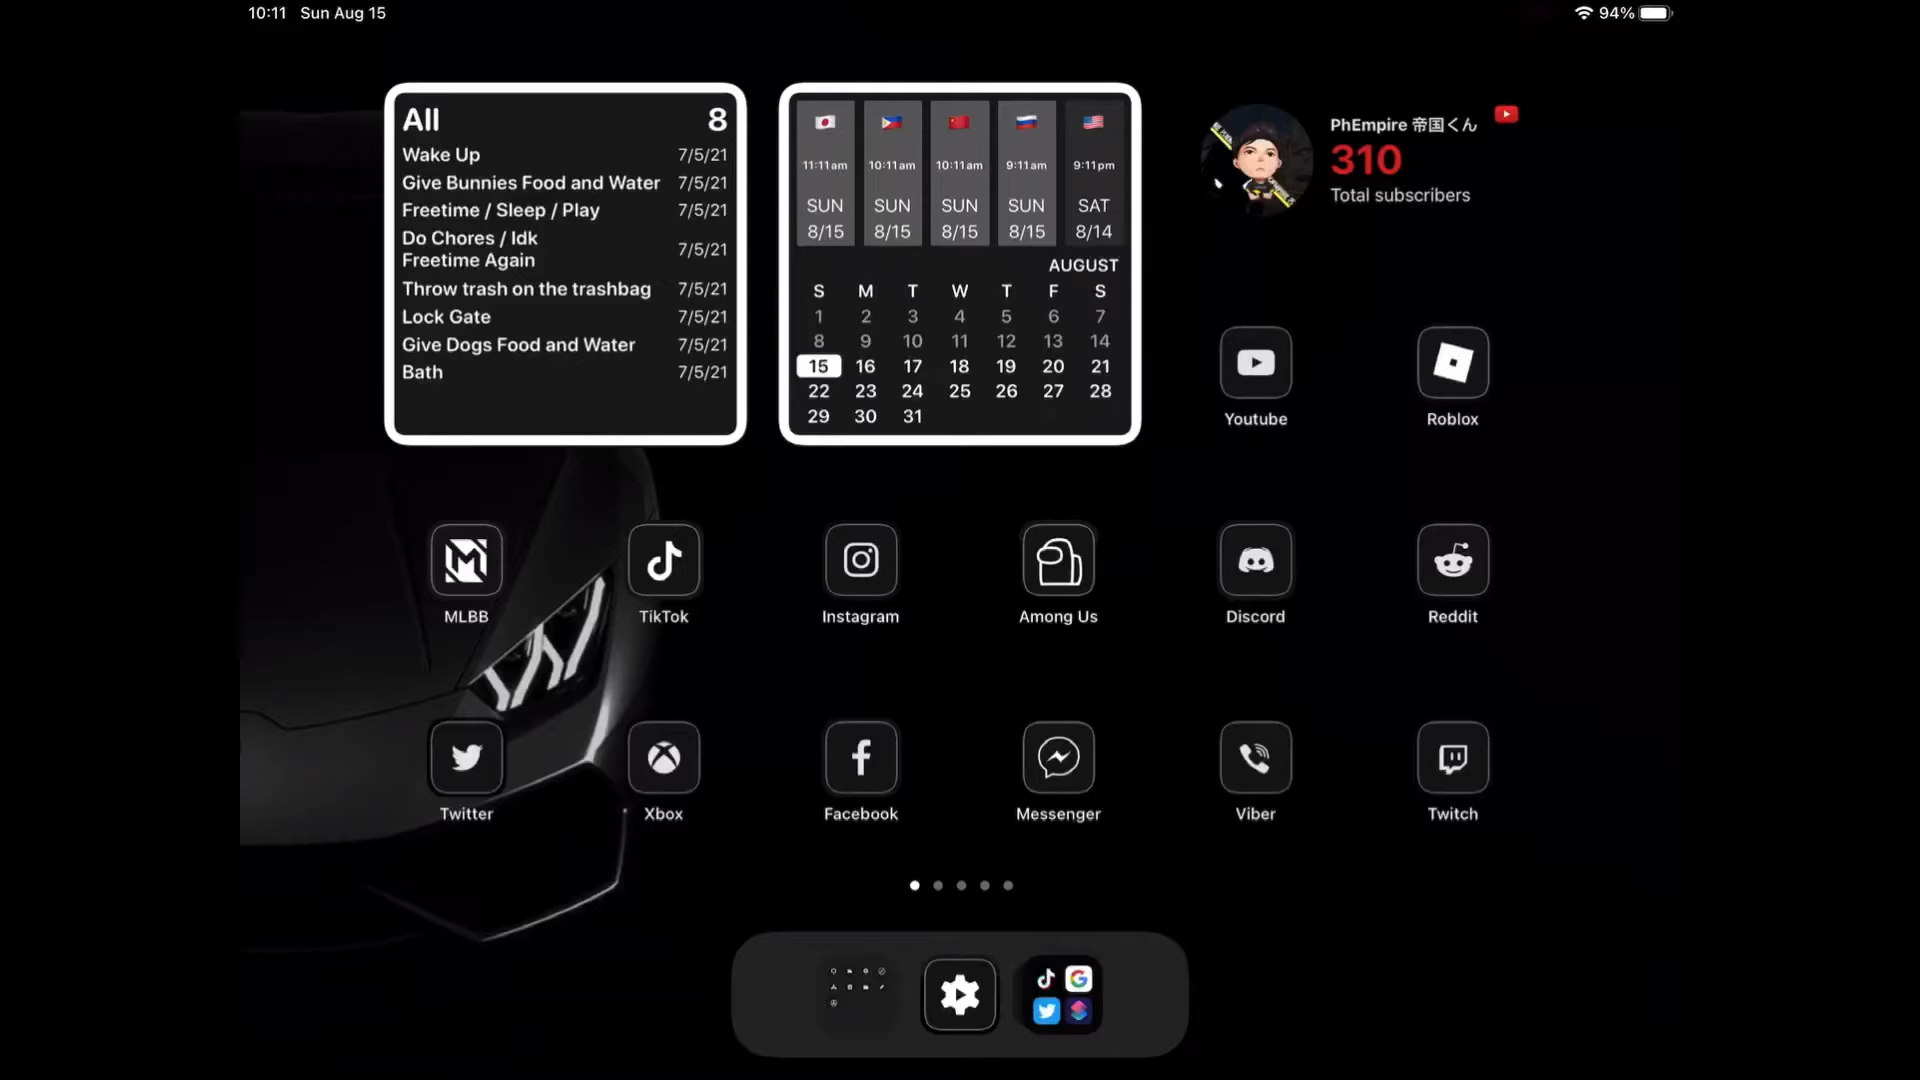 10:11 Sun Aug 15
94%
All 8
Wake Up 7/5/21
Give Bunnies Food and Water 7/5/21
Freetime / Sleep / Play 7/5/21
Do Chores / Idk
Freetime Again 7/5/21
Throw trash on the trashbag 7/5/21
Lock Gate 7/5/21
Give Dogs Food and Water 7/5/21
Bath 7/5/21
11:11am 10:11am 10:11am 9:11am 9:11pm
SUN SUN SUN SUN SAT
8/15 8/15 8/15 8/15 8/14
AUGUST
S M T W T F S
1 2 3 4 5 6 7
8 9 10 11 12 13 14
15 16 17 18 19 20 21
22 23 24 25 26 27 28
29 30 31
PhEmpire 帝国くん
310
Total subscribers
Youtube Roblox
MLBB TikTok Instagram Among Us Discord Reddit
Twitter Xbox Facebook Messenger Viber Twitch